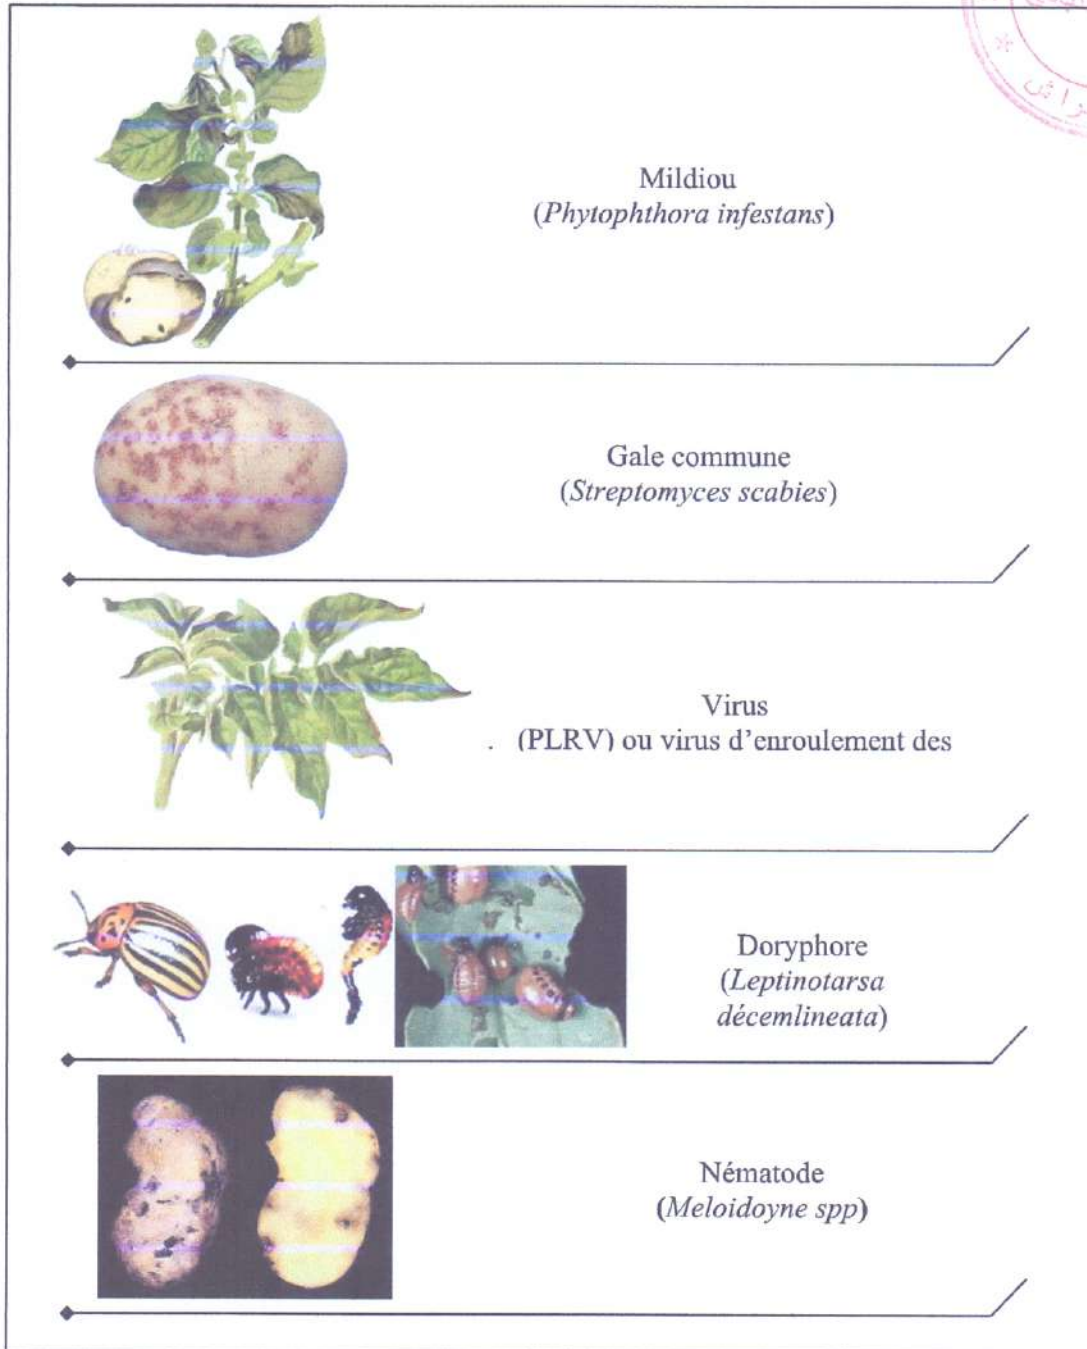 Mildiou
(Phytophthora infestans)
Gale commune
(Streptomyces scabies)
Virus
(PLRV) ou virus d'enroulement des
Doryphore
(Leptinotarsa
décemlineata)
Nématode
(Meloidoyne spp)